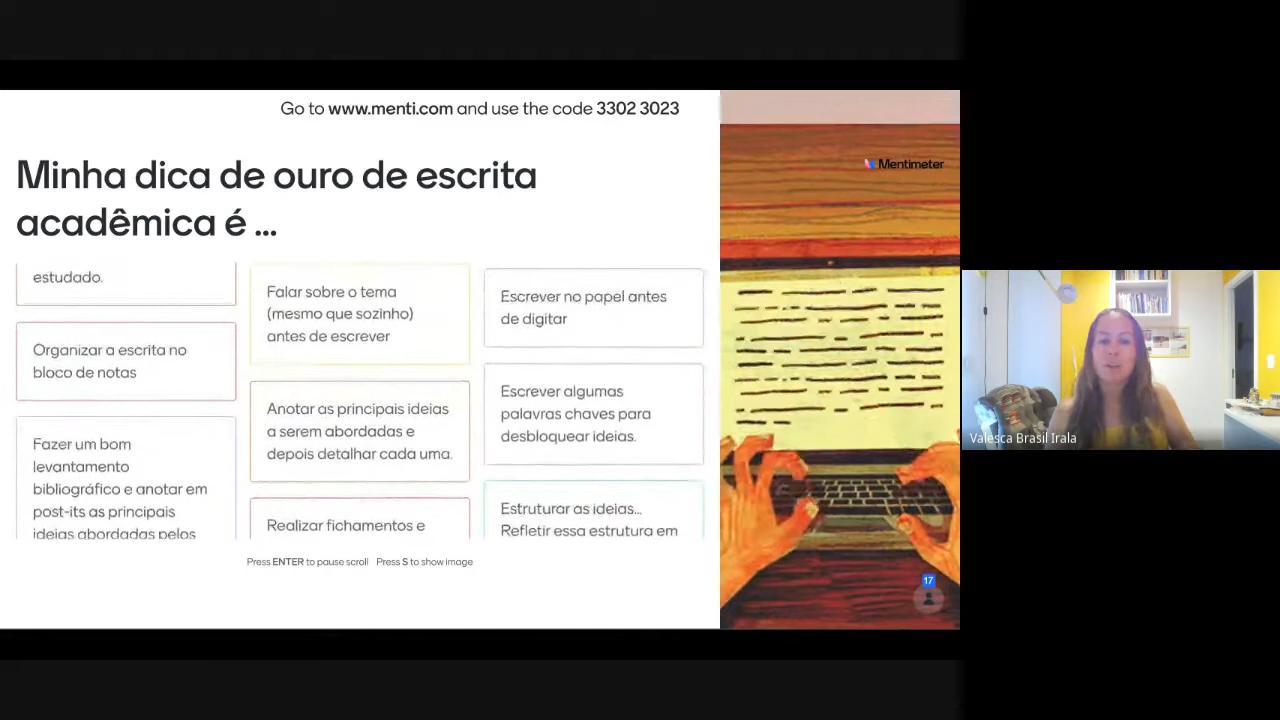 Go to www.menti.com and use the code 3302 3023
Mentimeter
Minha dica de ouro de escrita
acadêmica é ...
estudado.
Organizar a escrita no
bloco de notas
Fazer um bom
levantamento
bibliográfico e anotar em
post-its as principais
ideias abordadas pelos
Falar sobre o tema
(mesmo que sozinho)
antes de escrever
Anotar as principais ideias
a serem abordadas e
depois detalhar cada uma.
Realizar fichamentos e
Escrever no papel antes
de digitar
Escrever algumas
palavras chaves para
desbloquear ideias.
Estruturar as ideias...
Refletir essa estrutura em
Press ENTER to pause scroll Press S to show image
17
Valesca Brasil Irala